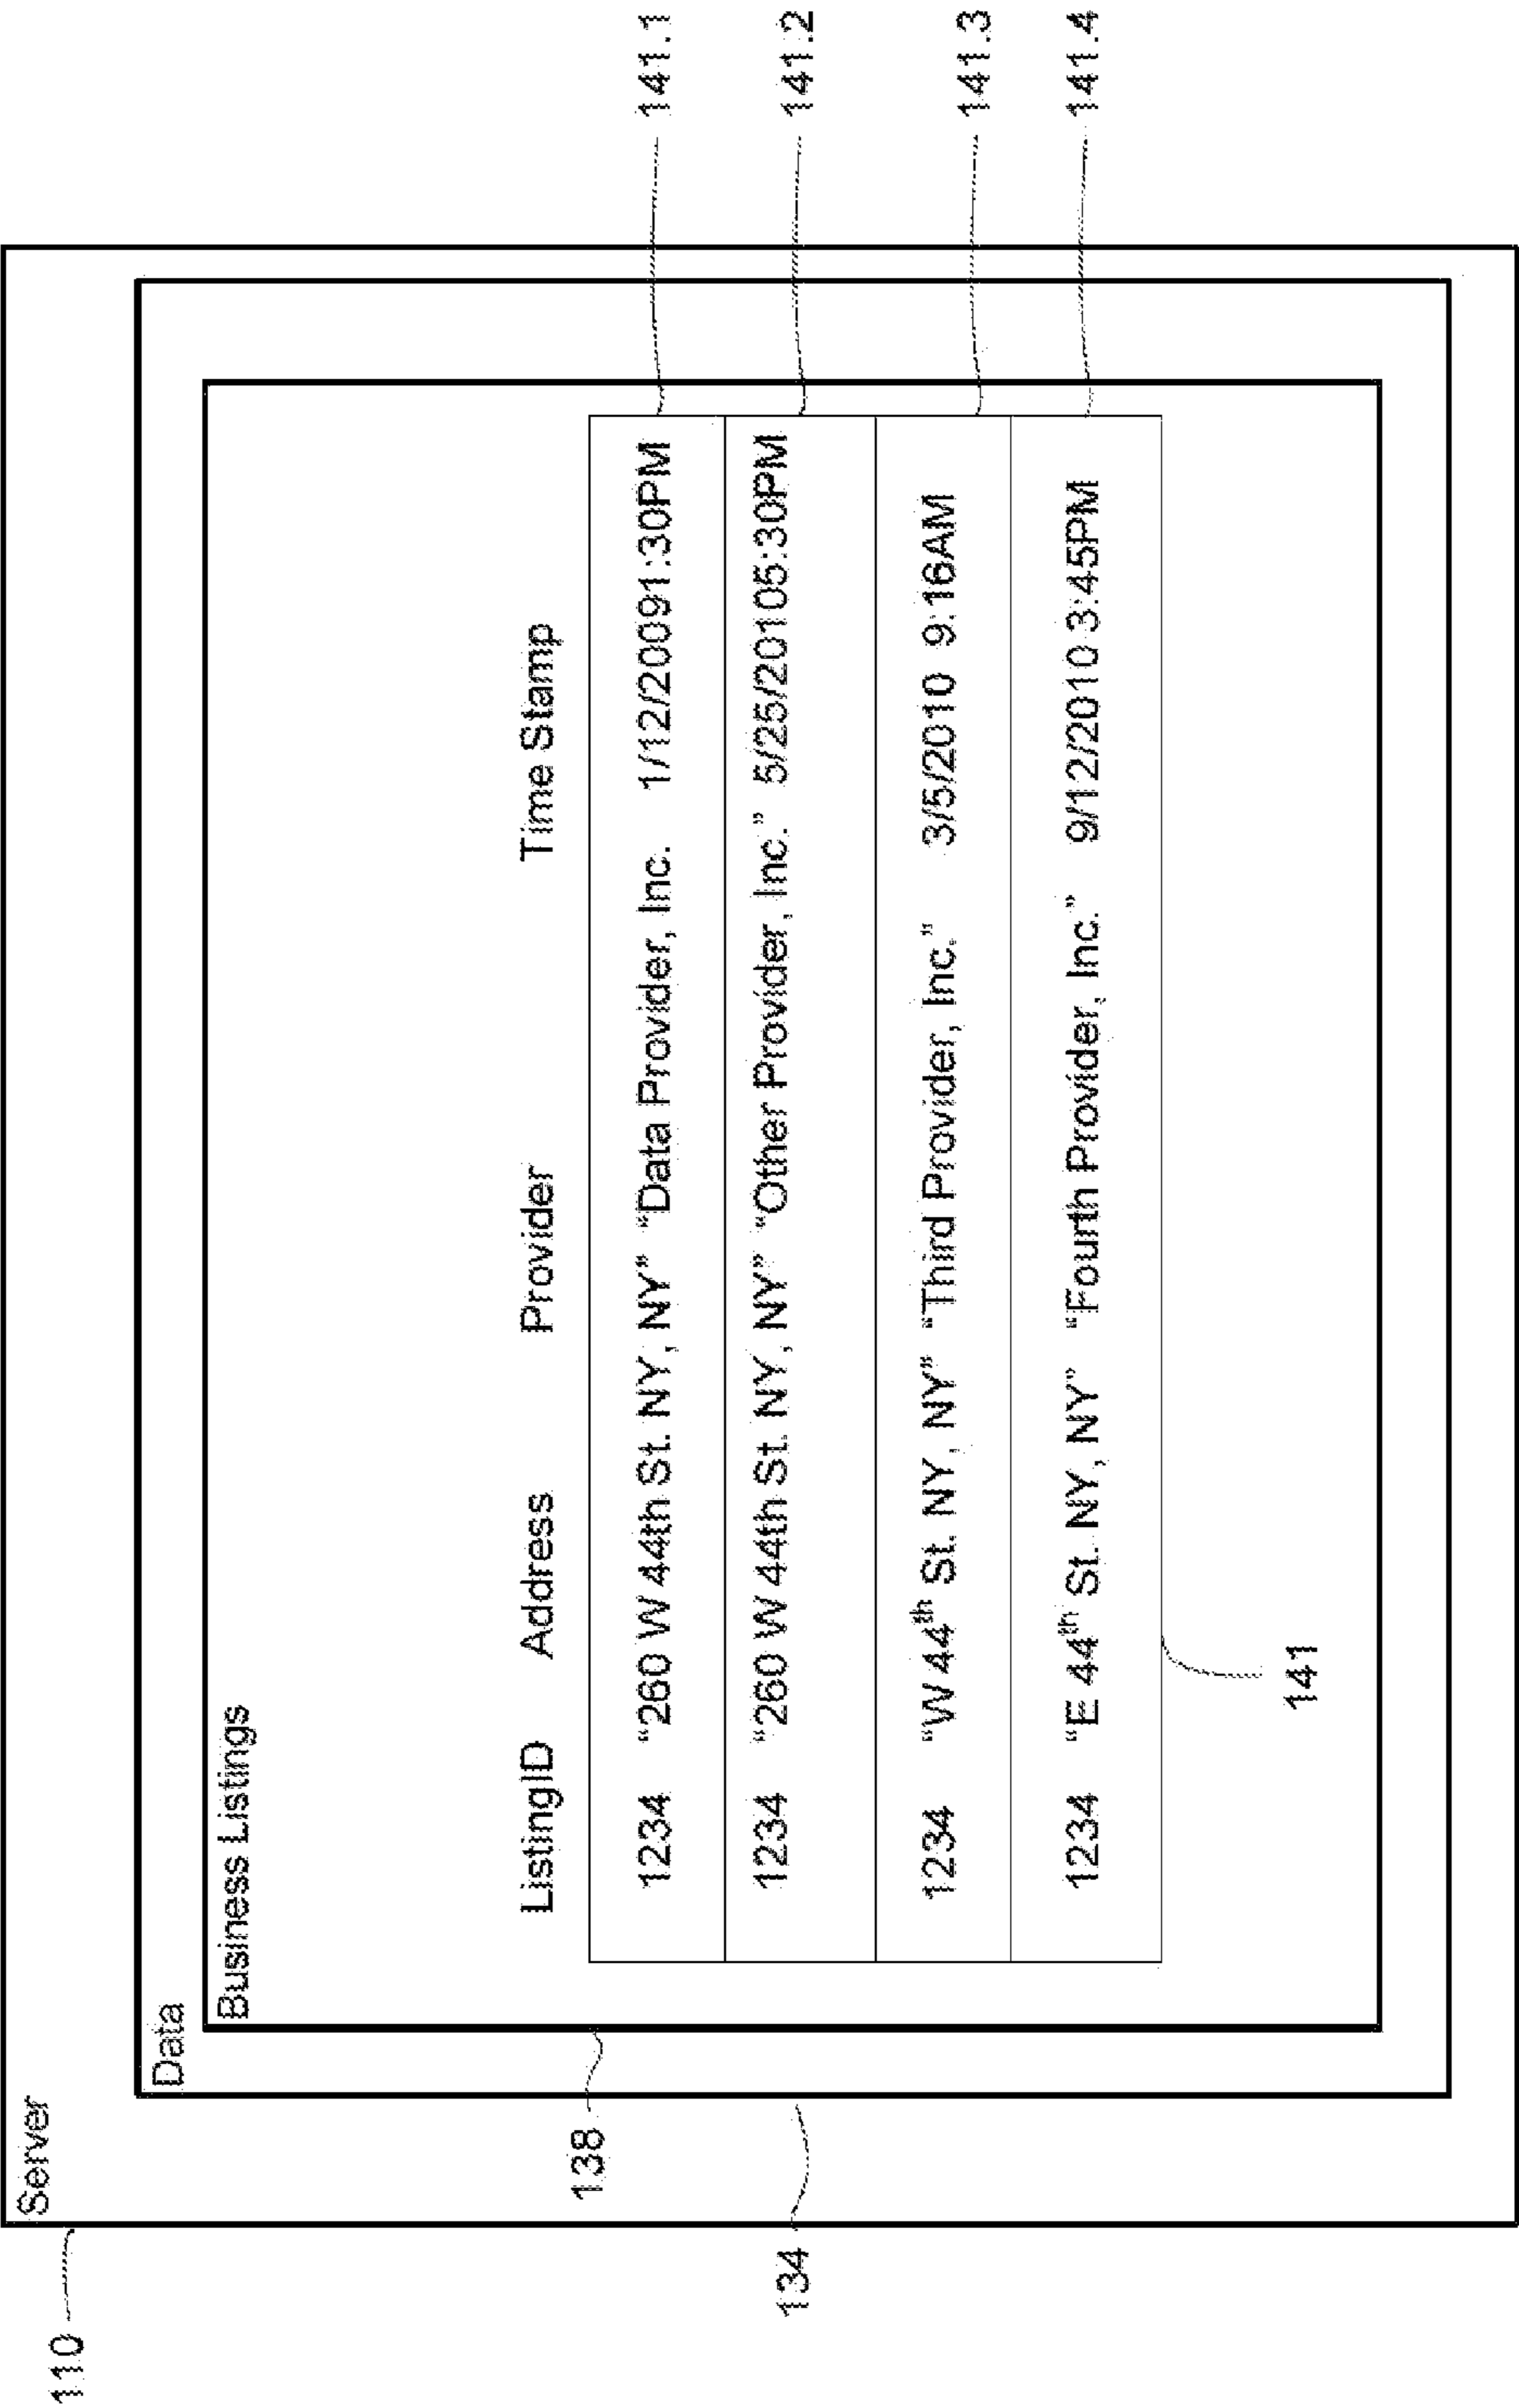 110
Server
Data
Business Listings
138
134
ListingID Address Provider Time Stamp
1234 “260 W 44th St. NY, NY” “Data Provider, Inc. 1/12/20091:30PM
141.1
1234 “260 W 44th St. NY, NY” “Other Provider, Inc.” 5/25/20105:30PM
141.2
1234 “W 44th St. NY, NY” “Third Provider, Inc.” 3/5/2010 9:16AM
141.3
1234 “E 44th St. NY, NY” “Fourth Provider, Inc.” 9/12/2010 3:45PM
141.4
141